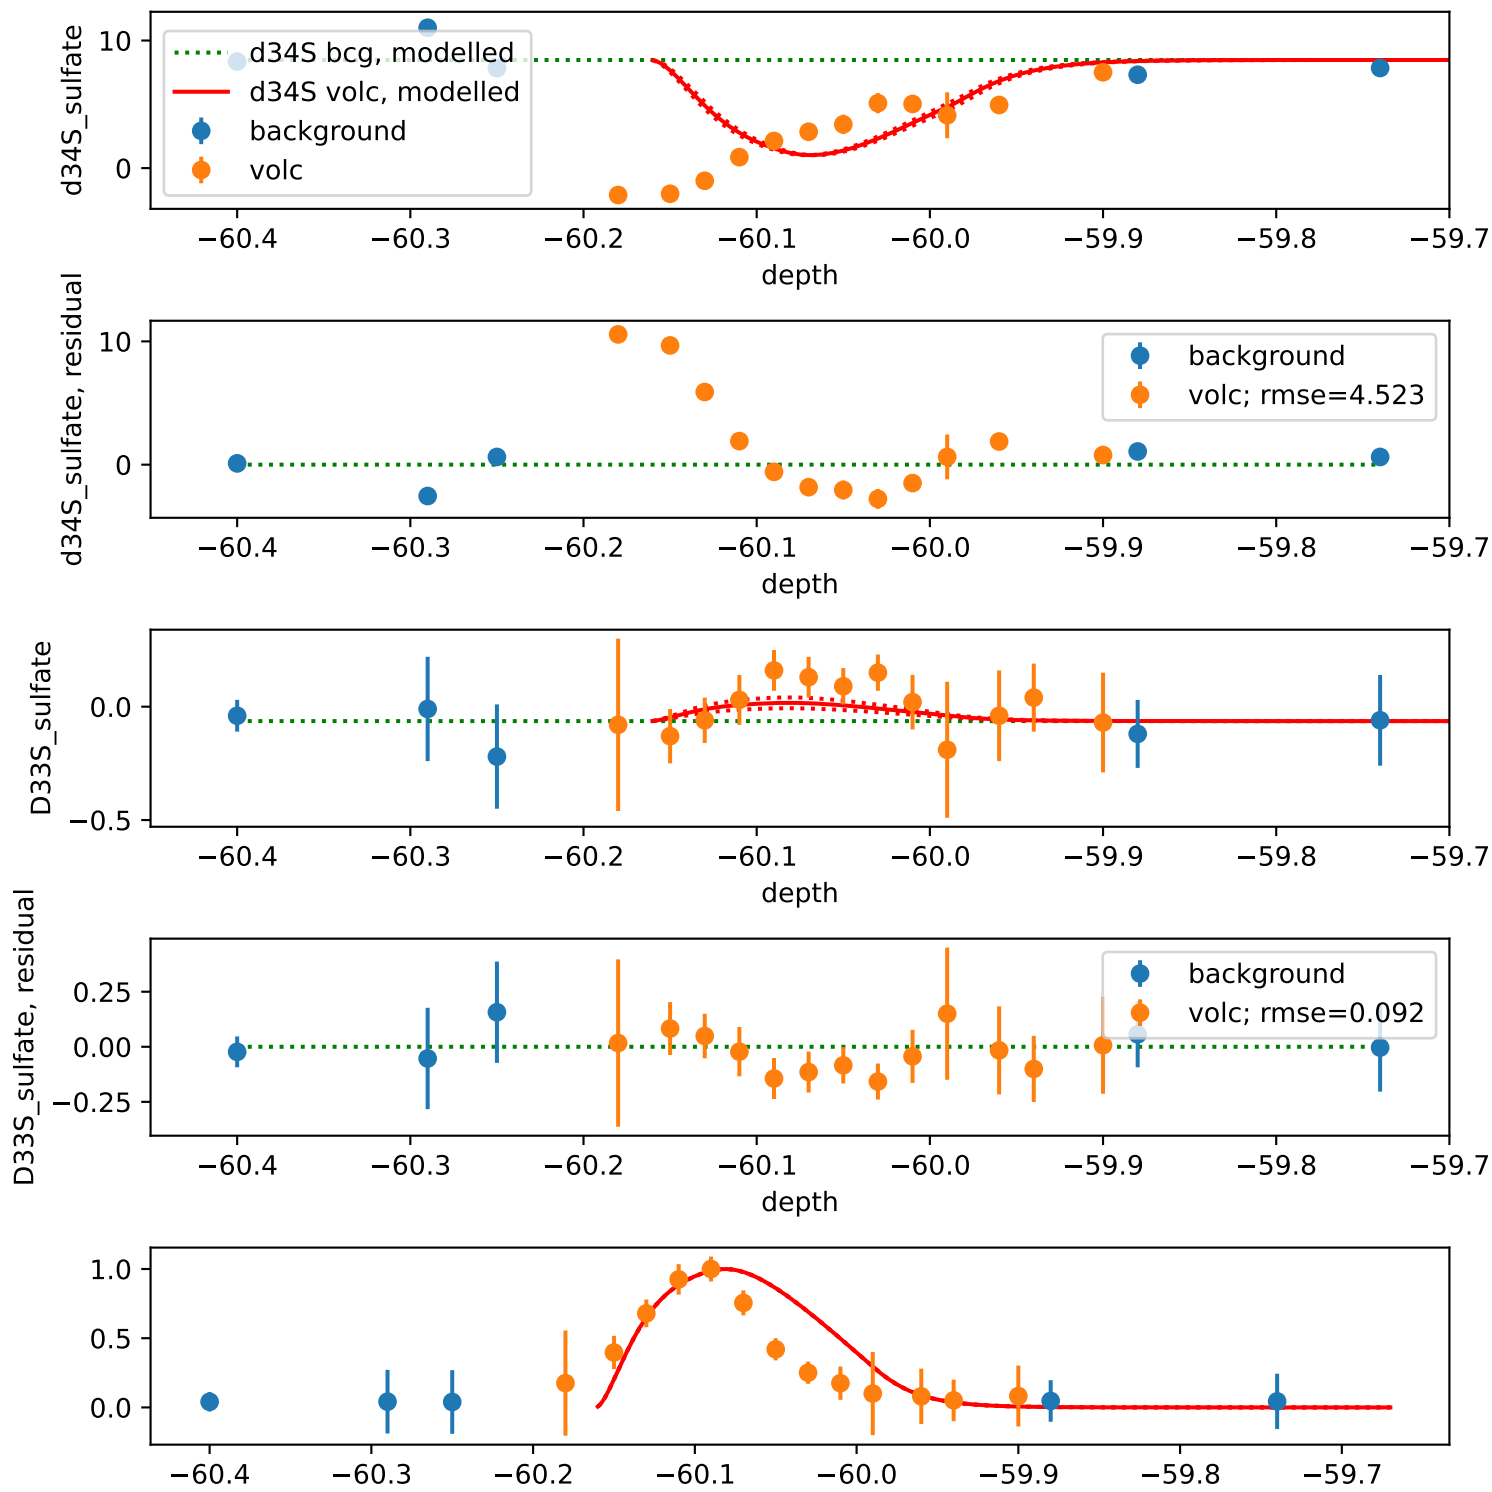 d34S_sulfate
10
0
d34S bcg, modelled
d34S volc, modelled
background
volc
−60.4 −60.3 −60.2 −60.1 −60.0 −59.9 −59.8 −59.7
depth
d34S_sulfate, residual
10
0
background
volc; rmse=4.523
−60.4 −60.3 −60.2 −60.1 −60.0 −59.9 −59.8 −59.7
depth
D33S_sulfate
0.0
−0.5
−60.4 −60.3 −60.2 −60.1 −60.0 −59.9 −59.8 −59.7
depth
D33S_sulfate, residual
0.25
0.00
−0.25
background
volc; rmse=0.092
−60.4 −60.3 −60.2 −60.1 −60.0 −59.9 −59.8 −59.7
depth
1.0
0.5
0.0
−60.4 −60.3 −60.2 −60.1 −60.0 −59.9 −59.8 −59.7